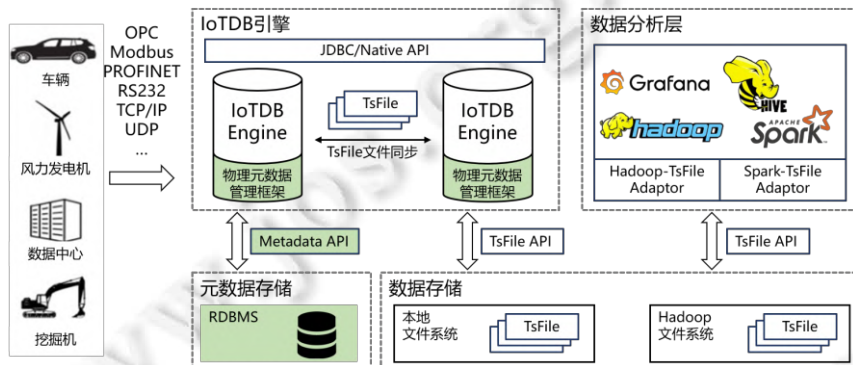 车辆
风力发电机
数据中心
挖掘机
OPC
Modbus
PROFINET
RS232
TCP/IP
UDP
...
IoTDB引擎
JDBC/Native API
IoTDB
Engine
物理元数据
管理框架
TsFile
TsFile文件同步
IoTDB
Engine
物理元数据
管理框架
数据分析层
Grafana
HIVE
hadoop
APACHE
Spark
Hadoop-TsFile
Adaptor
Spark-TsFile
Adaptor
Metadata API
TsFile API
TsFile API
元数据存储
RDBMS
数据存储
本地
文件系统
TsFile
Hadoop
文件系统
TsFile